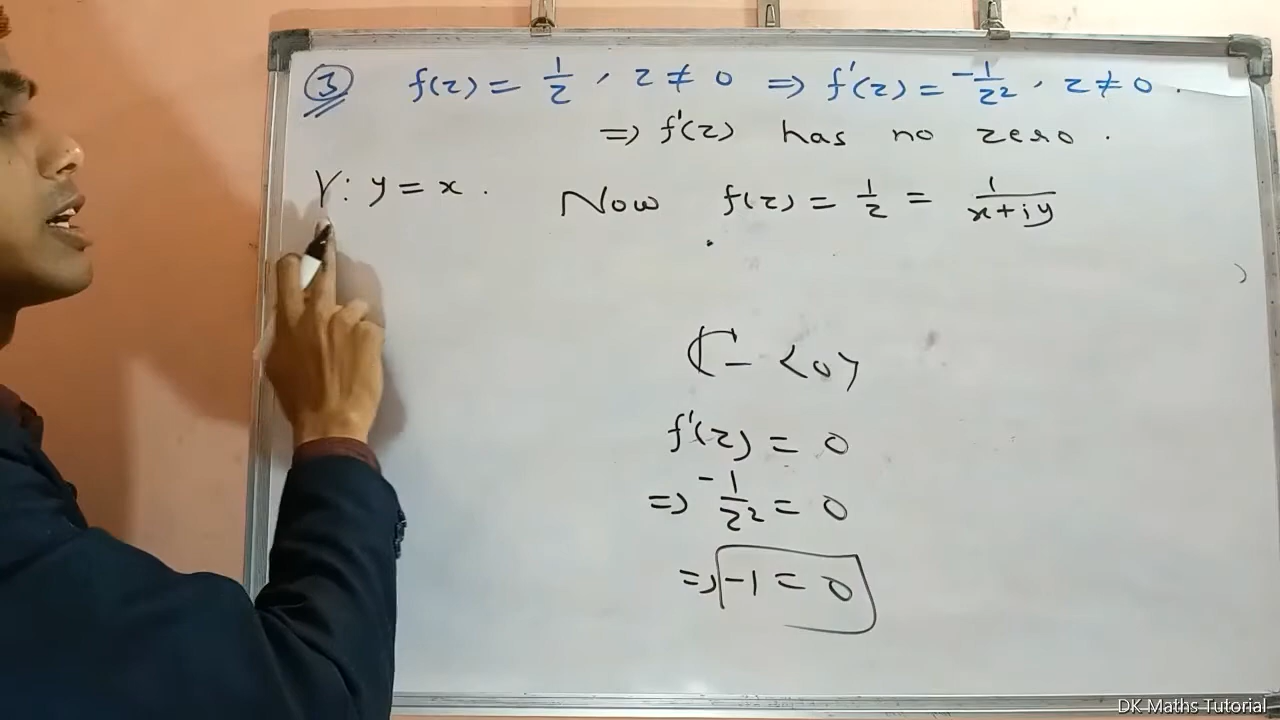 ③ f(z) = 1/z , z ≠ 0 ⇒ f'(z) = -1/z² , z ≠ 0 .
⇒ f'(z) has no zero .
γ: y = x . Now f(z) = 1/z = 1/(x+iy)
ℂ - <0>
f'(z) = 0
⇒ -1/z² = 0
⇒ -1 = 0
DK Maths Tutorial